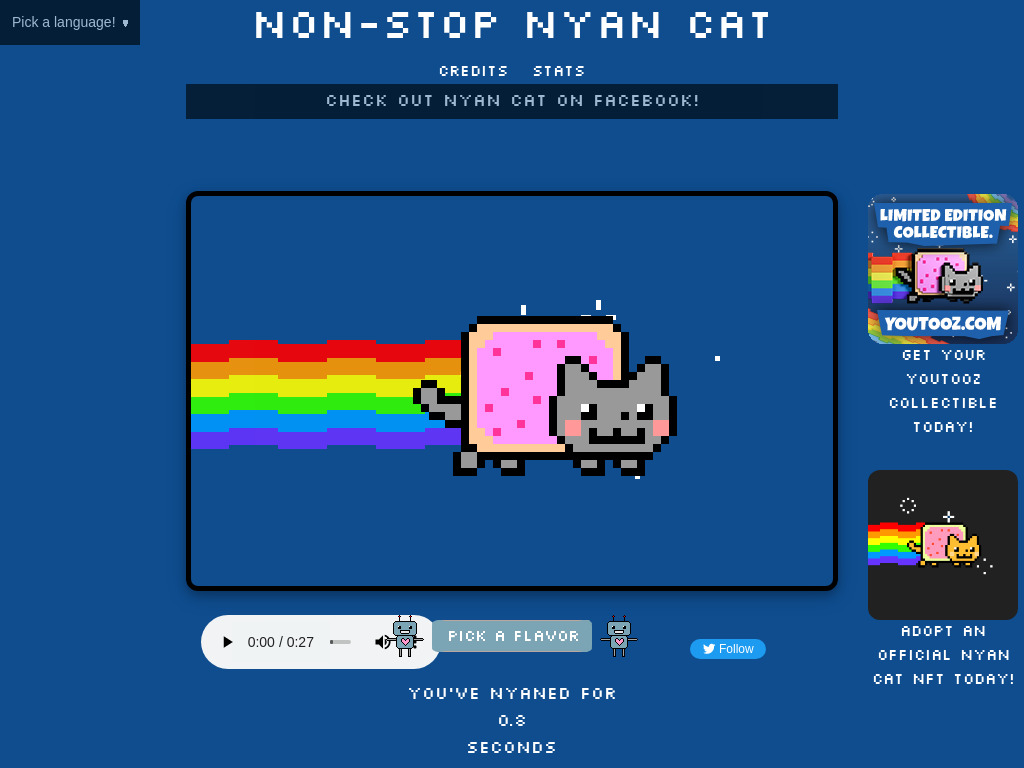 Pick a language!
NON-STOP NYAN CAT
CREDITS STATS
CHECK OUT NYAN CAT ON FACEBOOK!
LIMITED EDITION
COLLECTIBLE.
YOUTOOZ.COM
GET YOUR
YOUTOOZ
COLLECTIBLE
TODAY!
ADOPT AN
OFFICIAL NYAN
CAT NFT TODAY!
0:00 / 0:27
PICK A FLAVOR
Follow
YOU'VE NYANED FOR
0.8
SECONDS